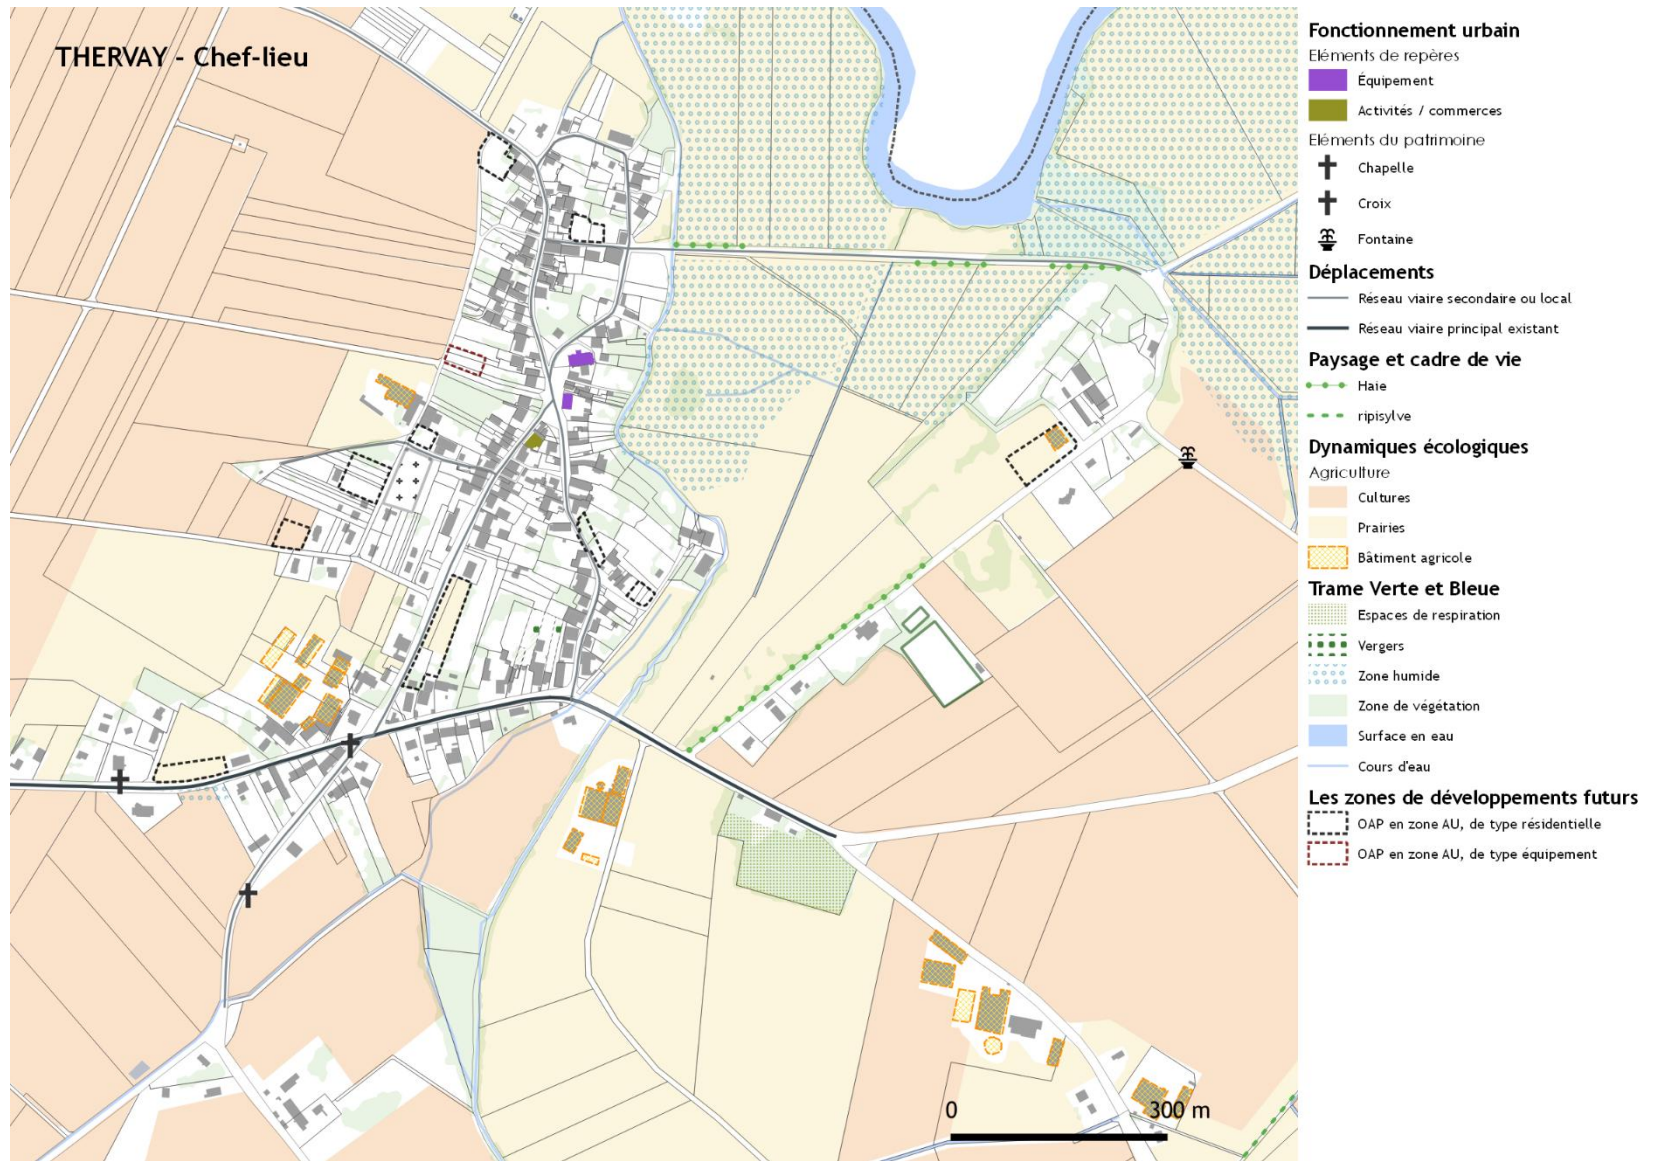 THERVAY - Chef-lieu
0
300 m
Fonctionnement urbain
Eléments de repères
Équipement
Activités / commerces
Eléments du patrimoine
Chapelle
Croix
Fontaine
Déplacements
Réseau viaire secondaire ou local
Réseau viaire principal existant
Paysage et cadre de vie
Haie
ripisylve
Dynamiques écologiques
Agriculture
Cultures
Prairies
Bâtiment agricole
Trame Verte et Bleue
Espaces de respiration
Vergers
Zone humide
Zone de végétation
Surface en eau
Cours d'eau
Les zones de développements futurs
OAP en zone AU, de type résidentielle
OAP en zone AU, de type équipement